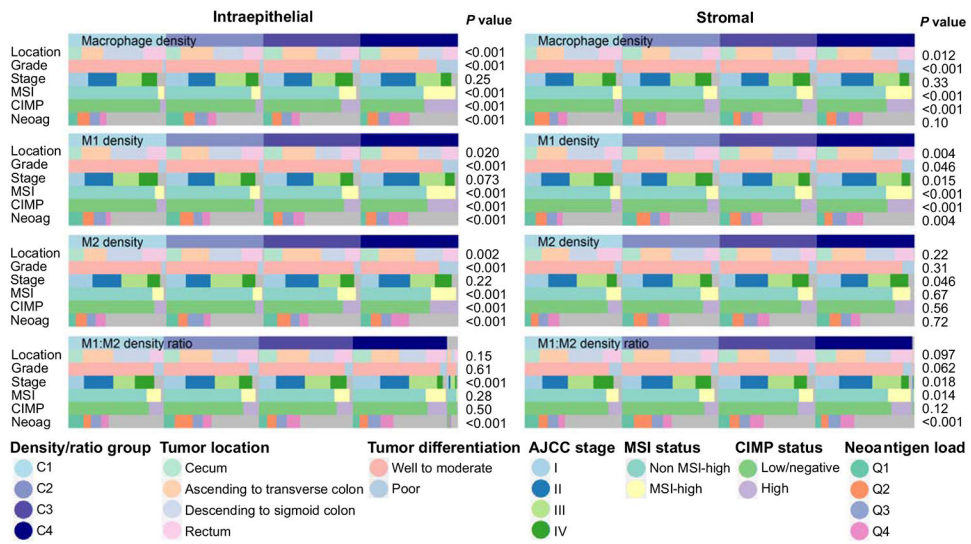 Intraepithelial P value Stromal P value
Macrophage density Macrophage density
Location <0.001 0.012
Grade <0.001 <0.001
Stage 0.25 0.33
MSI <0.001 <0.001
CIMP <0.001 <0.001
Neoag <0.001 0.10
M1 density M1 density
Location 0.020 0.004
Grade <0.001 0.046
Stage 0.073 0.015
MSI <0.001 <0.001
CIMP <0.001 <0.001
Neoag <0.001 0.004
M2 density M2 density
Location 0.002 0.22
Grade <0.001 0.31
Stage 0.22 0.046
MSI <0.001 0.67
CIMP <0.001 0.56
Neoag <0.001 0.72
M1:M2 density ratio M1:M2 density ratio
Location 0.15 0.097
Grade 0.61 0.062
Stage <0.001 0.018
MSI 0.28 0.014
CIMP 0.50 0.12
Neoag <0.001 <0.001
Density/ratio group Tumor location Tumor differentiation AJCC stage MSI status CIMP status Neoantigen load
C1 Cecum Well to moderate I Non MSI-high Low/negative Q1
C2 Ascending to transverse colon Poor II MSI-high High Q2
C3 Descending to sigmoid colon III Q3
C4 Rectum IV Q4